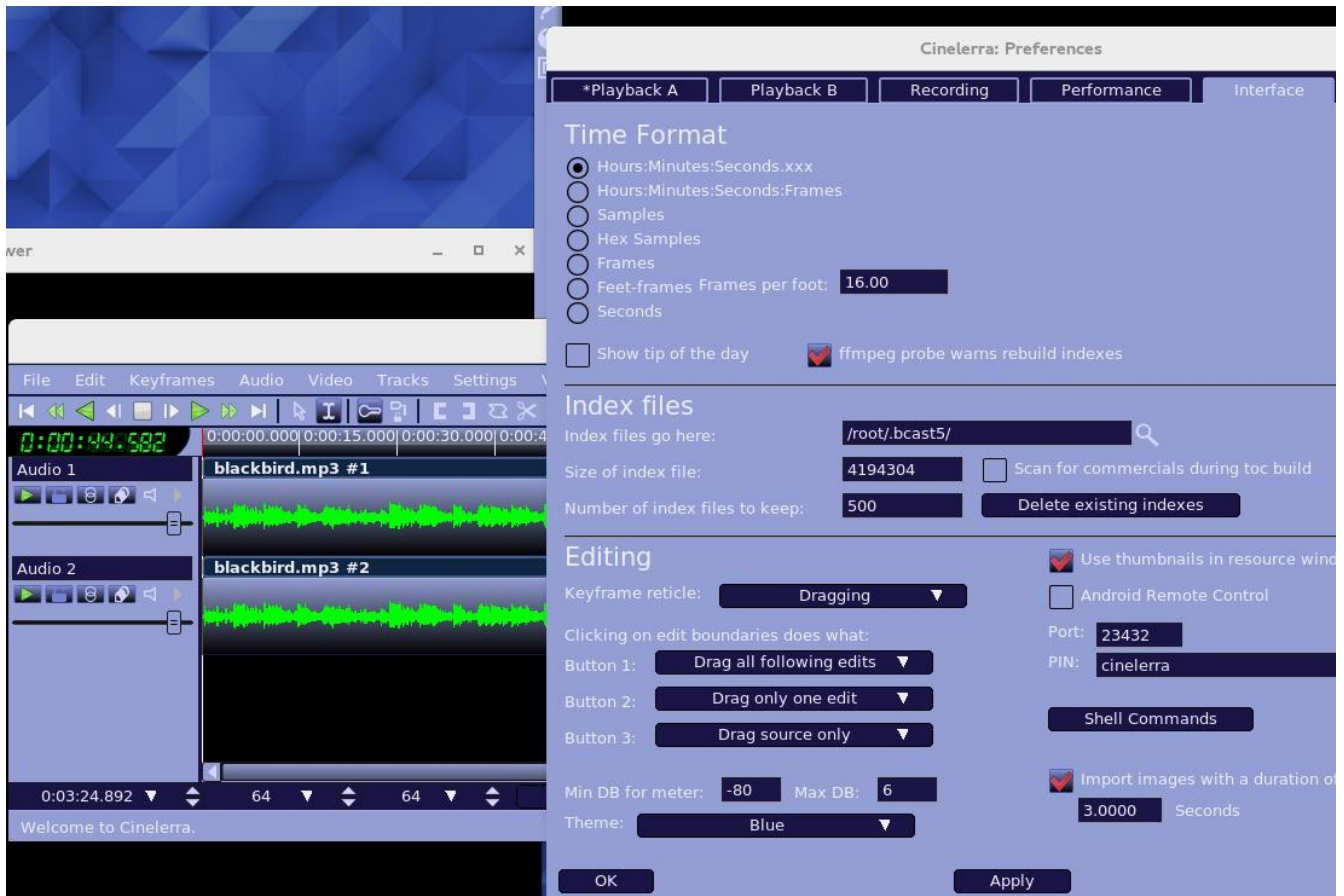 Cinelerra: Preferences
*Playback A Playback B Recording Performance Interface
Time Format
Hours:Minutes:Seconds.xxx
Hours:Minutes:Seconds:Frames
Samples
Hex Samples
Frames
Feet-frames Frames per foot: 16.00
Seconds
Show tip of the day ffmpeg probe warns rebuild indexes
Index files
Index files go here: /root/.bcast5/
Size of index file: 4194304 Scan for commercials during toc build
Number of index files to keep: 500 Delete existing indexes
Editing
Use thumbnails in resource wind
Keyframe reticle: Dragging
Android Remote Control
Clicking on edit boundaries does what:
Port: 23432
Button 1: Drag all following edits
PIN: cinelerra
Button 2: Drag only one edit
Shell Commands
Button 3: Drag source only
Import images with a duration of
Min DB for meter: -80 Max DB: 6
3.0000 Seconds
Theme: Blue
OK Apply
wer
File Edit Keyframes Audio Video Tracks Settings
0:00:44.582 0:00:00.000 0:00:15.000 0:00:30.000 0:00:4
Audio 1 blackbird.mp3 #1
Audio 2 blackbird.mp3 #2
0:03:24.892 64 64
Welcome to Cinelerra.